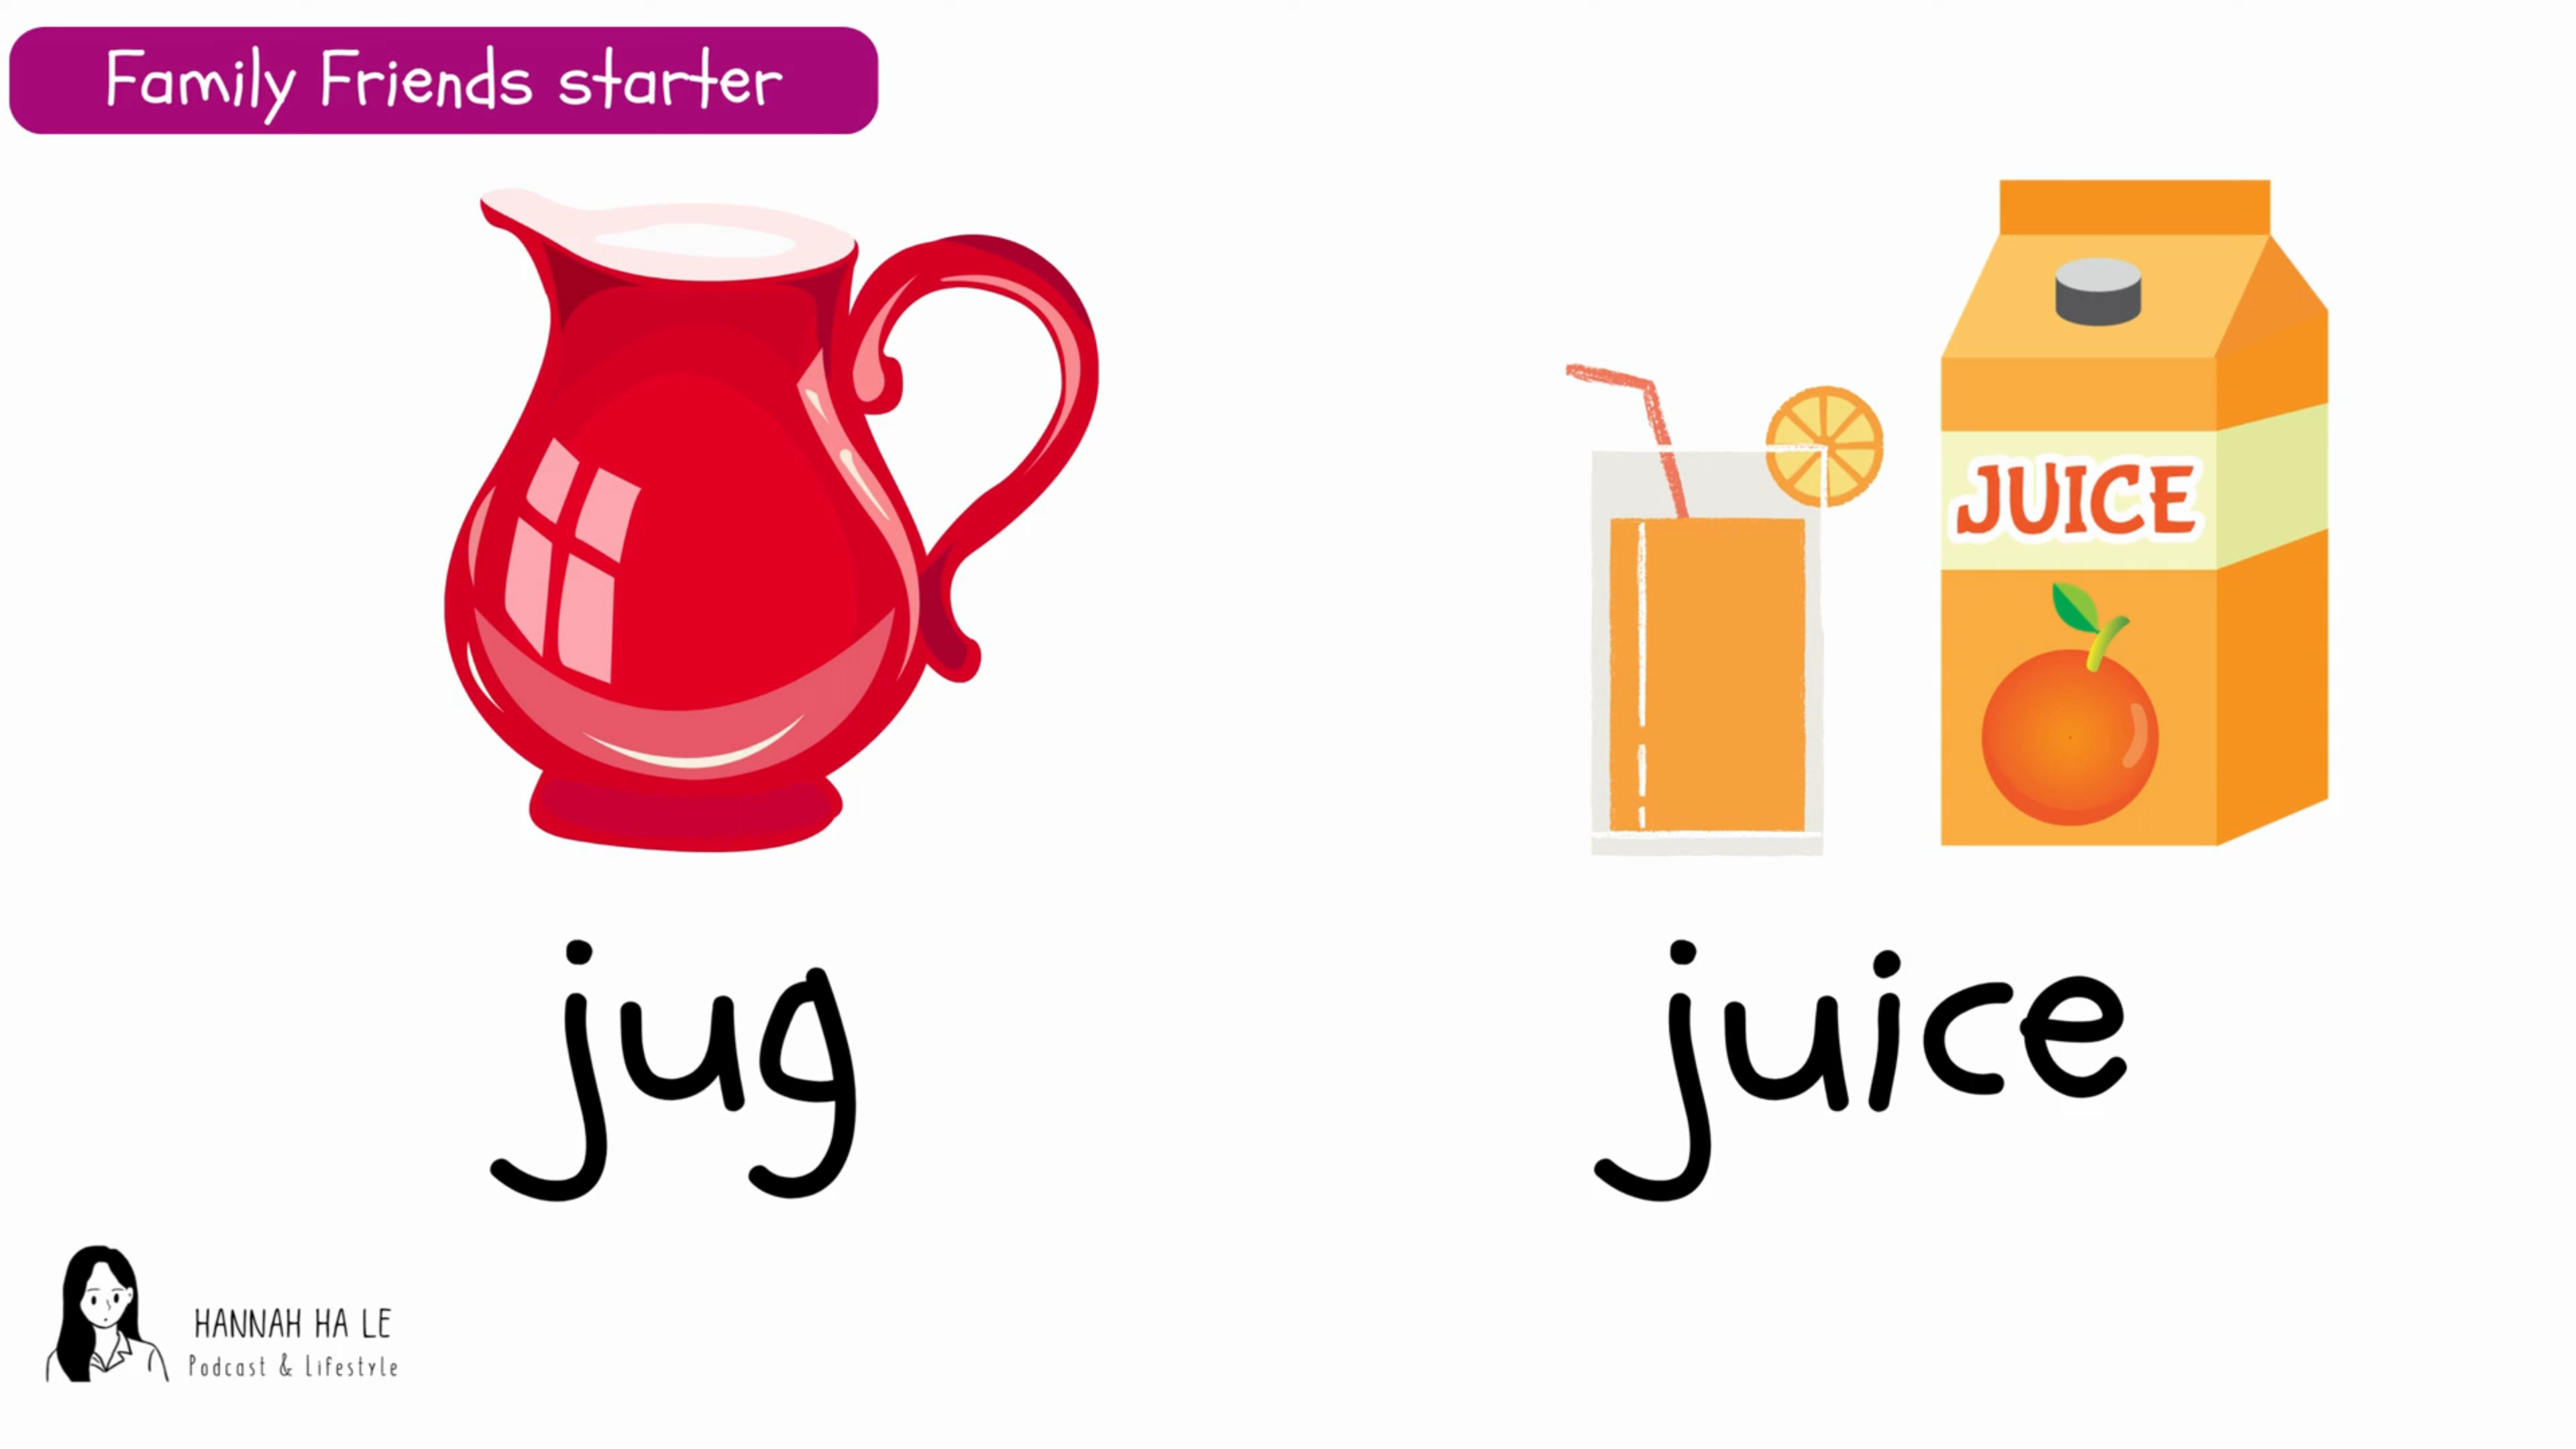 Family Friends starter
JUICE
jug
juice
HANNAH HA LE
Podcast & Lifestyle